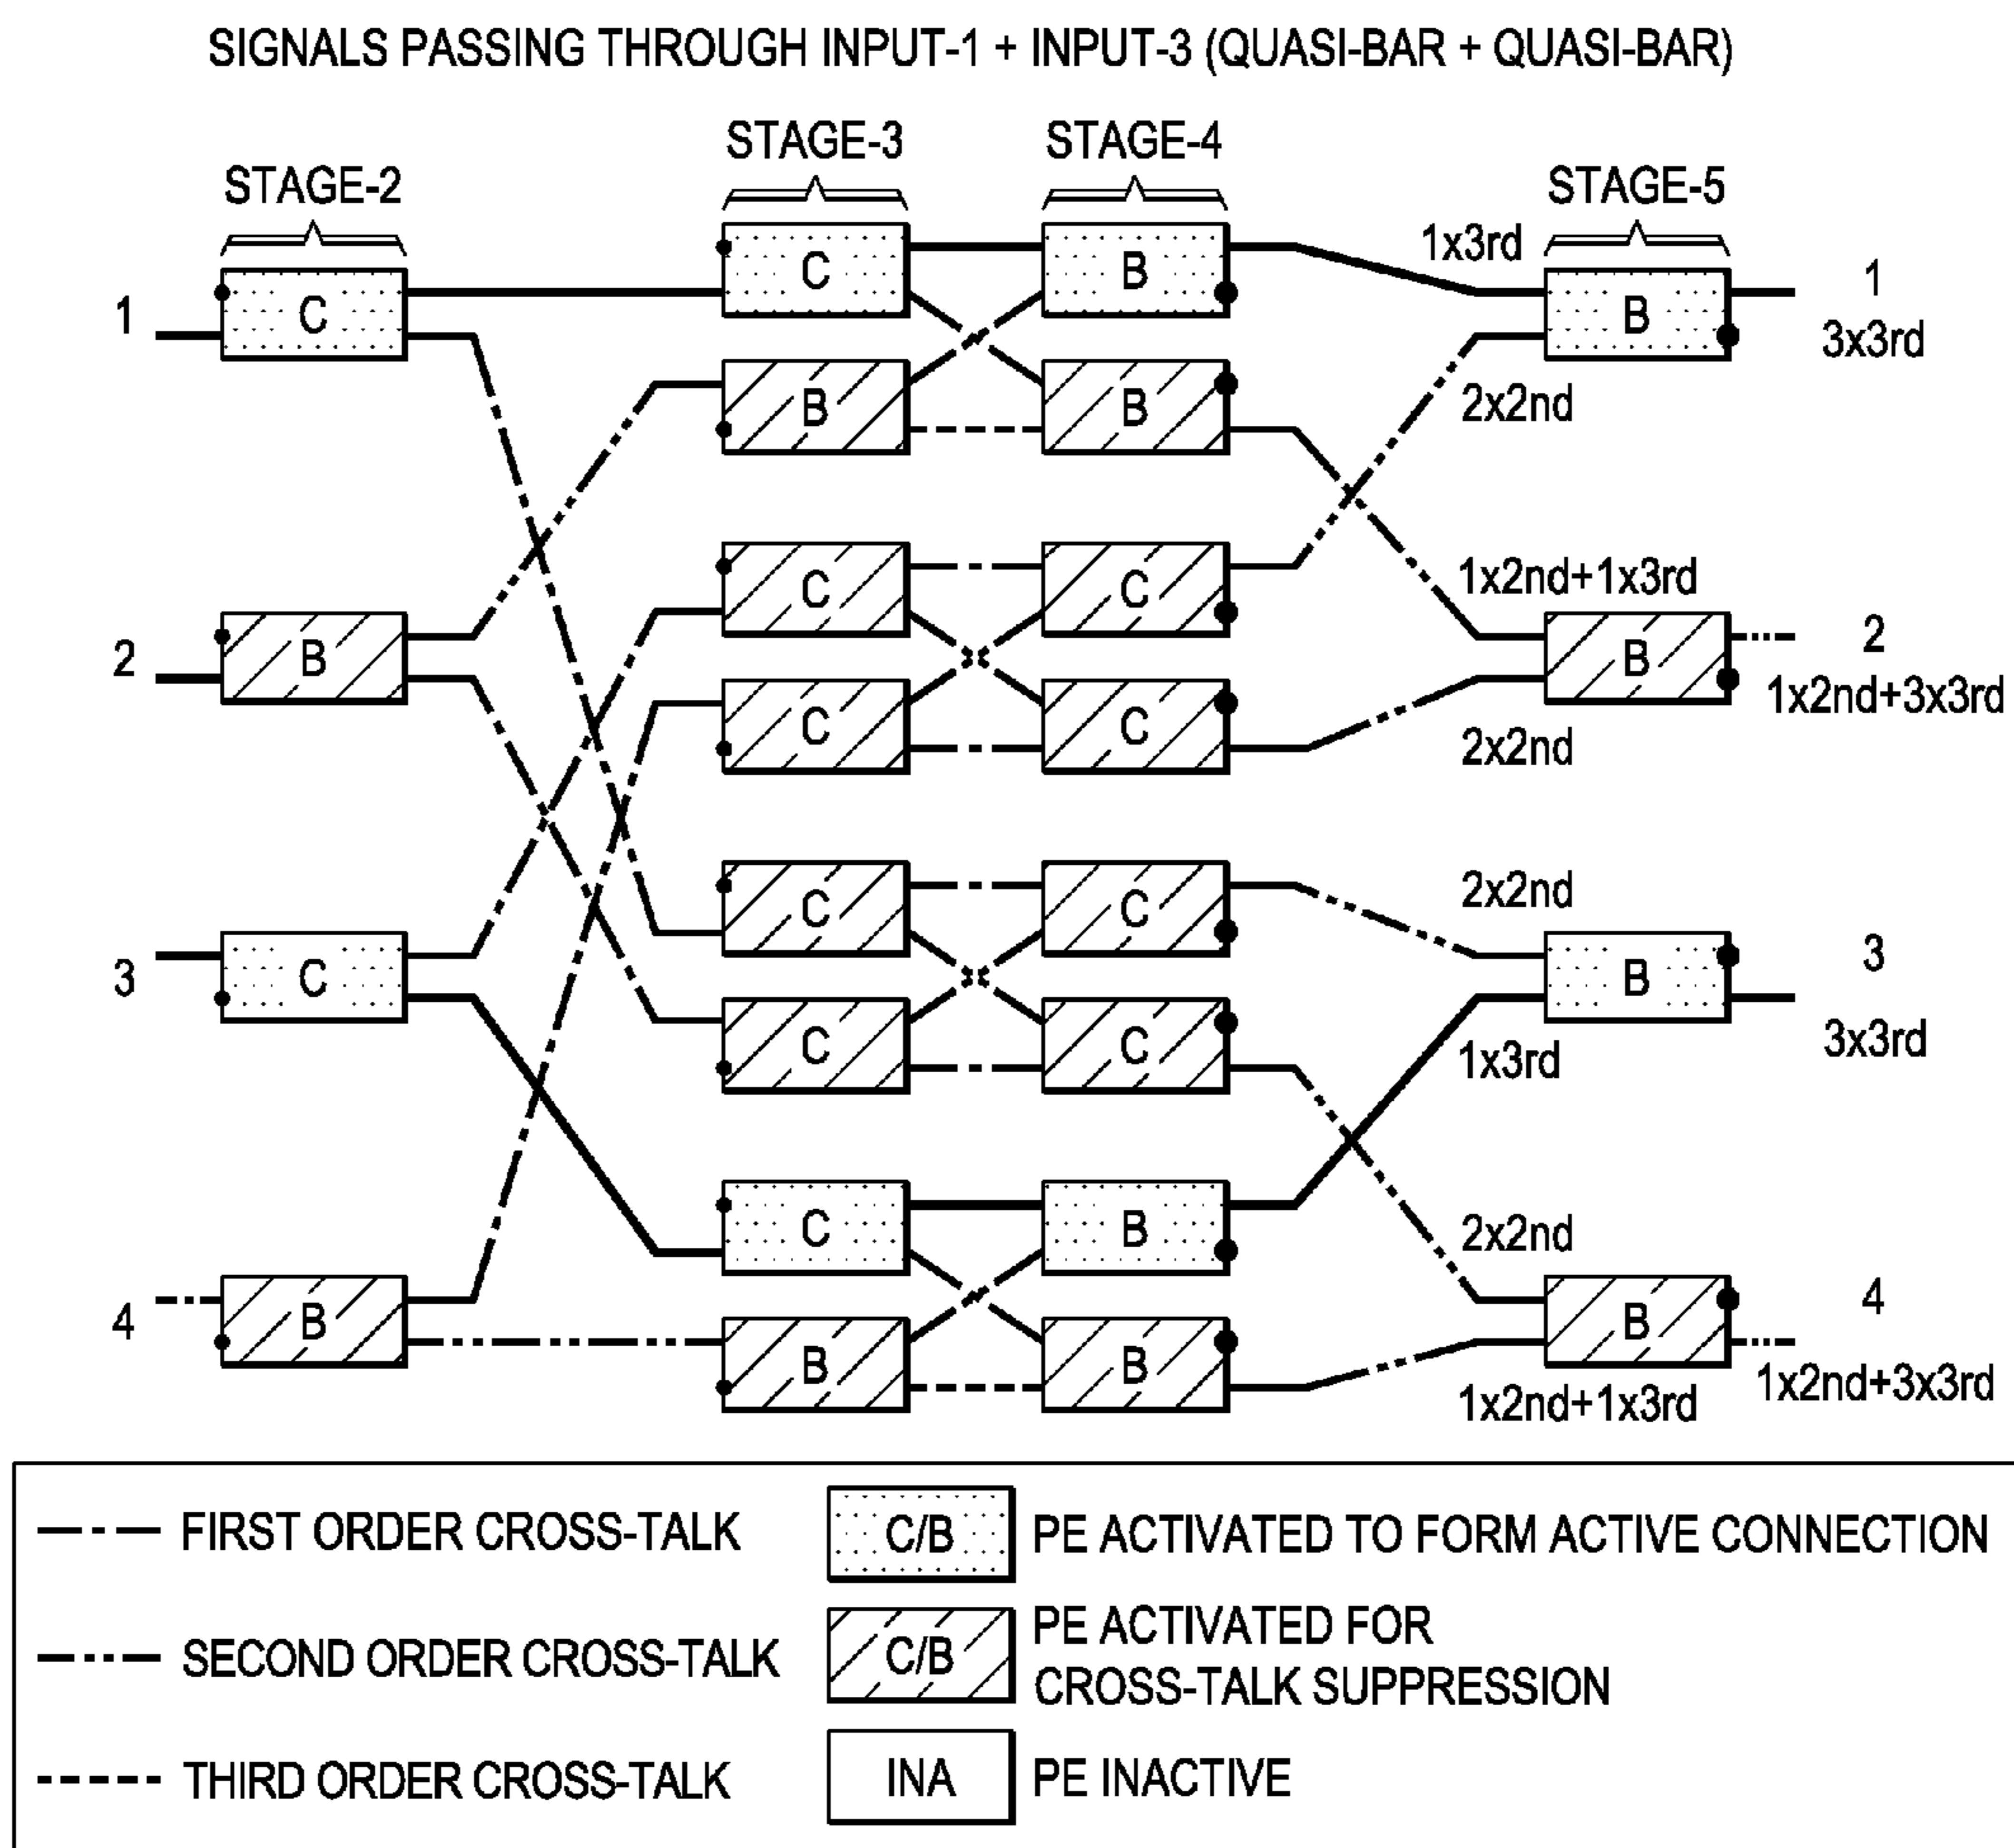 SIGNALS PASSING THROUGH INPUT-1 + INPUT-3 (QUASI-BAR + QUASI-BAR)
STAGE-2
STAGE-3
STAGE-4
STAGE-5
1
C
C
B
1x3rd
B
1
3x3rd
B
B
2x2nd
C
C
1x2nd+1x3rd
2
B
B
2
1x2nd+3x3rd
C
C
2x2nd
C
C
2x2nd
3
C
B
3
3x3rd
C
C
1x3rd
C
B
2x2nd
4
B
B
4
1x2nd+3x3rd
B
B
1x2nd+1x3rd
FIRST ORDER CROSS-TALK
C/B
PE ACTIVATED TO FORM ACTIVE CONNECTION
SECOND ORDER CROSS-TALK
C/B
PE ACTIVATED FOR
CROSS-TALK SUPPRESSION
THIRD ORDER CROSS-TALK
INA
PE INACTIVE